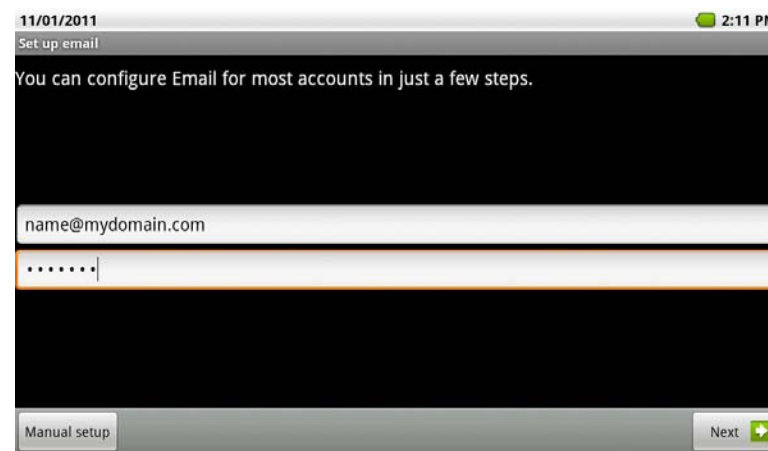 11/01/2011 2:11 PM
Set up email
You can configure Email for most accounts in just a few steps.
name@mydomain.com
•••••••
Manual setup Next